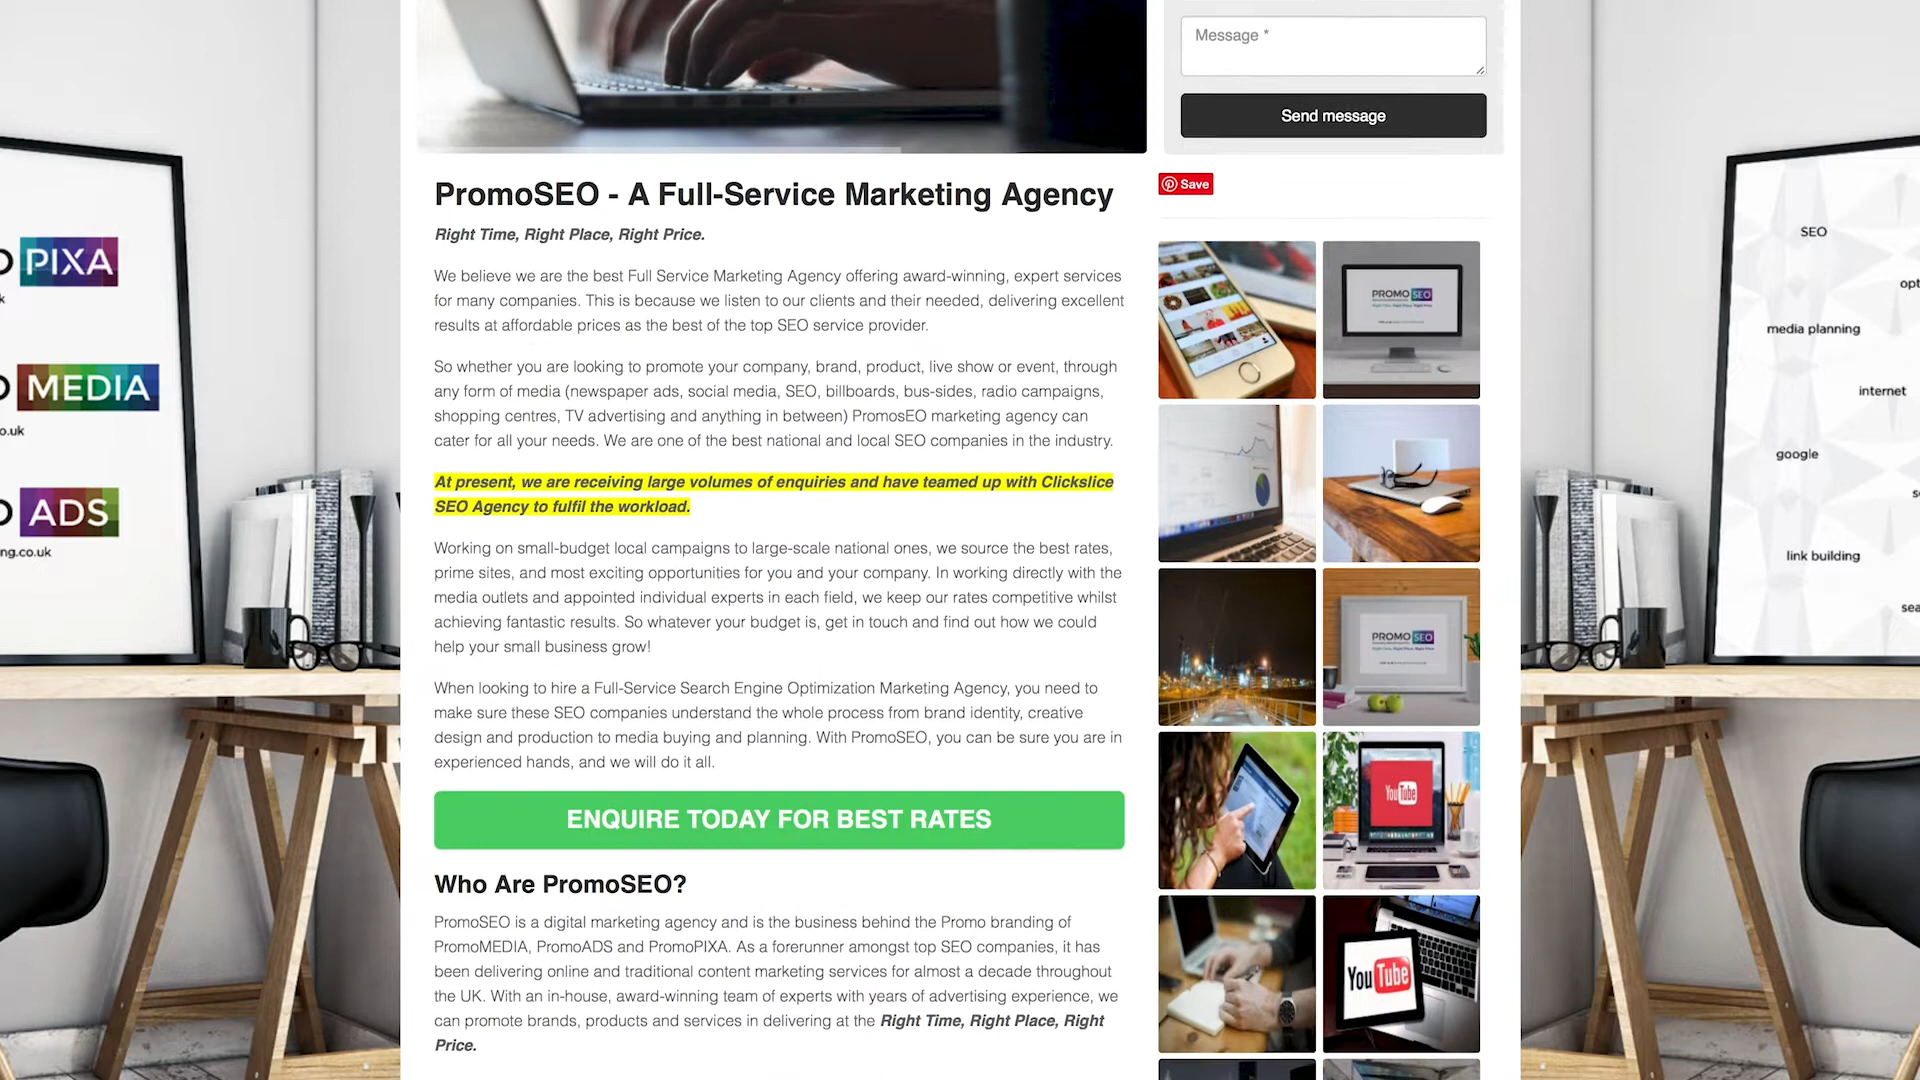 Message *
Send message
Save
PromoSEO - A Full-Service Marketing Agency
Right Time, Right Place, Right Price.
We believe we are the best Full Service Marketing Agency offering award-winning, expert services
for many companies. This is because we listen to our clients and their needed, delivering excellent
results at affordable prices as the best of the top SEO service provider.
So whether you are looking to promote your company, brand, product, live show or event, through
any form of media (newspaper ads, social media, SEO, billboards, bus-sides, radio campaigns,
shopping centres, TV advertising and anything in between) PromosEO marketing agency can
cater for all your needs. We are one of the best national and local SEO companies in the industry.
At present, we are receiving large volumes of enquiries and have teamed up with Clickslice
SEO Agency to fulfil the workload.
Working on small-budget local campaigns to large-scale national ones, we source the best rates,
prime sites, and most exciting opportunities for you and your company. In working directly with the
media outlets and appointed individual experts in each field, we keep our rates competitive whilst
achieving fantastic results. So whatever your budget is, get in touch and find out how we could
help your small business grow!
When looking to hire a Full-Service Search Engine Optimization Marketing Agency, you need to
make sure these SEO companies understand the whole process from brand identity, creative
design and production to media buying and planning. With PromoSEO, you can be sure you are in
experienced hands, and we will do it all.
ENQUIRE TODAY FOR BEST RATES
Who Are PromoSEO?
PromoSEO is a digital marketing agency and is the business behind the Promo branding of
PromoMEDIA, PromoADS and PromoPIXA. As a forerunner amongst top SEO companies, it has
been delivering online and traditional content marketing services for almost a decade throughout
the UK. With an in-house, award-winning team of experts with years of advertising experience, we
can promote brands, products and services in delivering at the Right Time, Right Place, Right
Price.
O PIXA
k
O MEDIA
o.uk
O ADS
ng.co.uk
PROMO SEO
PROMO SEO
YouTube
YouTube
SEO
opt
media planning
internet
google
s
link building
sea